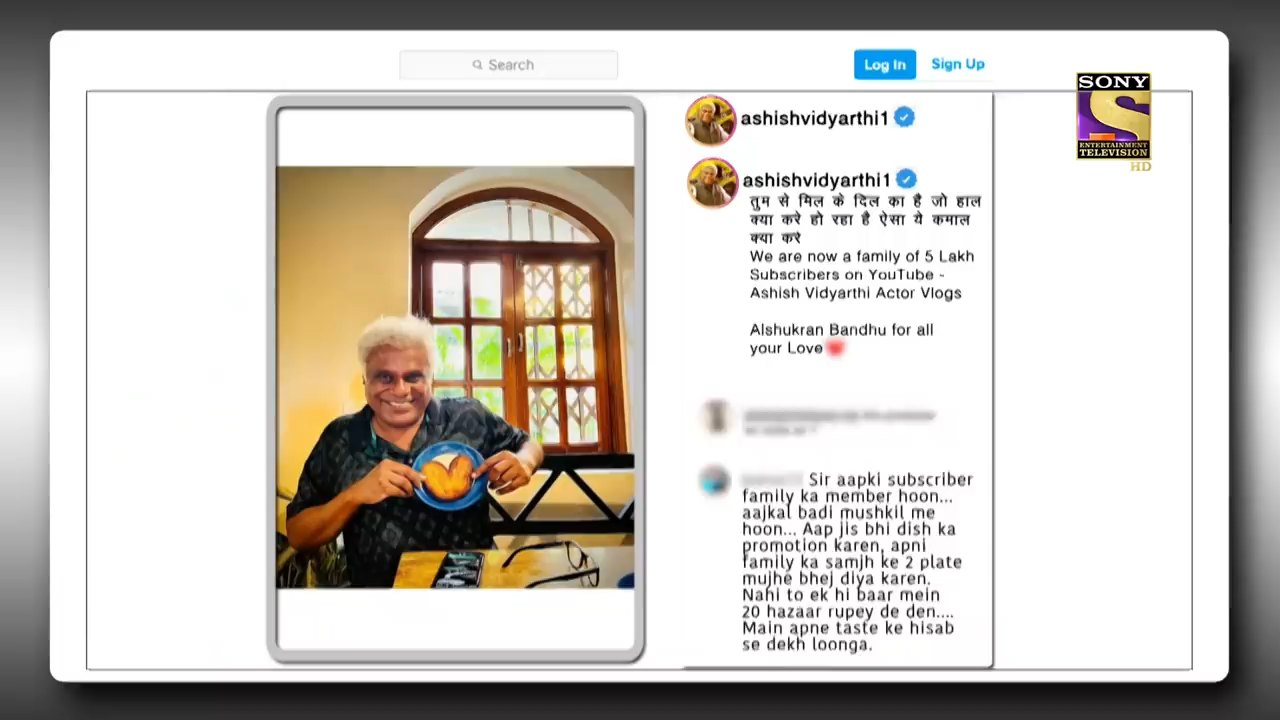 Search
Log In
Sign Up
SONY
ENTERTAINMENT
TELEVISION
HD
ashishvidyarthi1
ashishvidyarthi1
तुम से मिल के दिल का है जो हाल
क्या करे हो रहा है ऐसा ये कमाल
क्या करे
We are now a family of 5 Lakh
Subscribers on YouTube -
Ashish Vidyarthi Actor Vlogs
Alshukran Bandhu for all
your Love
Sir aapki subscriber
family ka member hoon...
aajkal badi mushkil me
hoon... Aap jis bhi dish ka
promotion karen, apni
family ka samjh ke 2 plate
mujhe bhej diya karen.
Nahi to ek hi baar mein
20 hazaar rupey de den....
Main apne taste ke hisab
se dekh loonga.